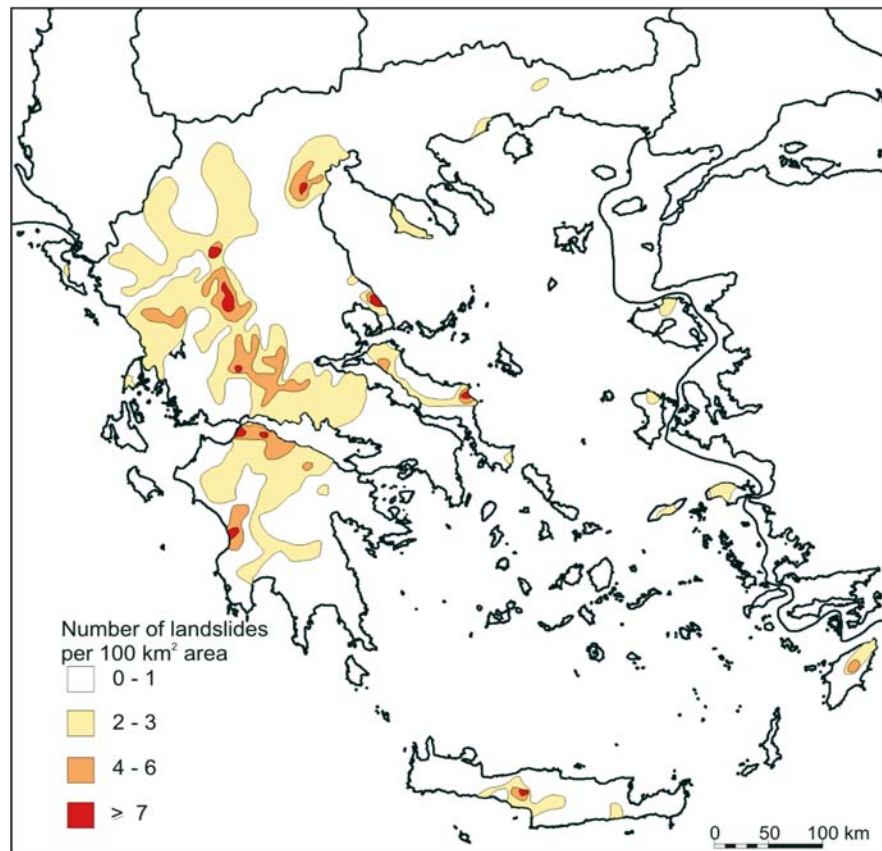 Number of landslides
per 100 km² area
0 - 1
2 - 3
4 - 6
≥ 7
0 50 100 km